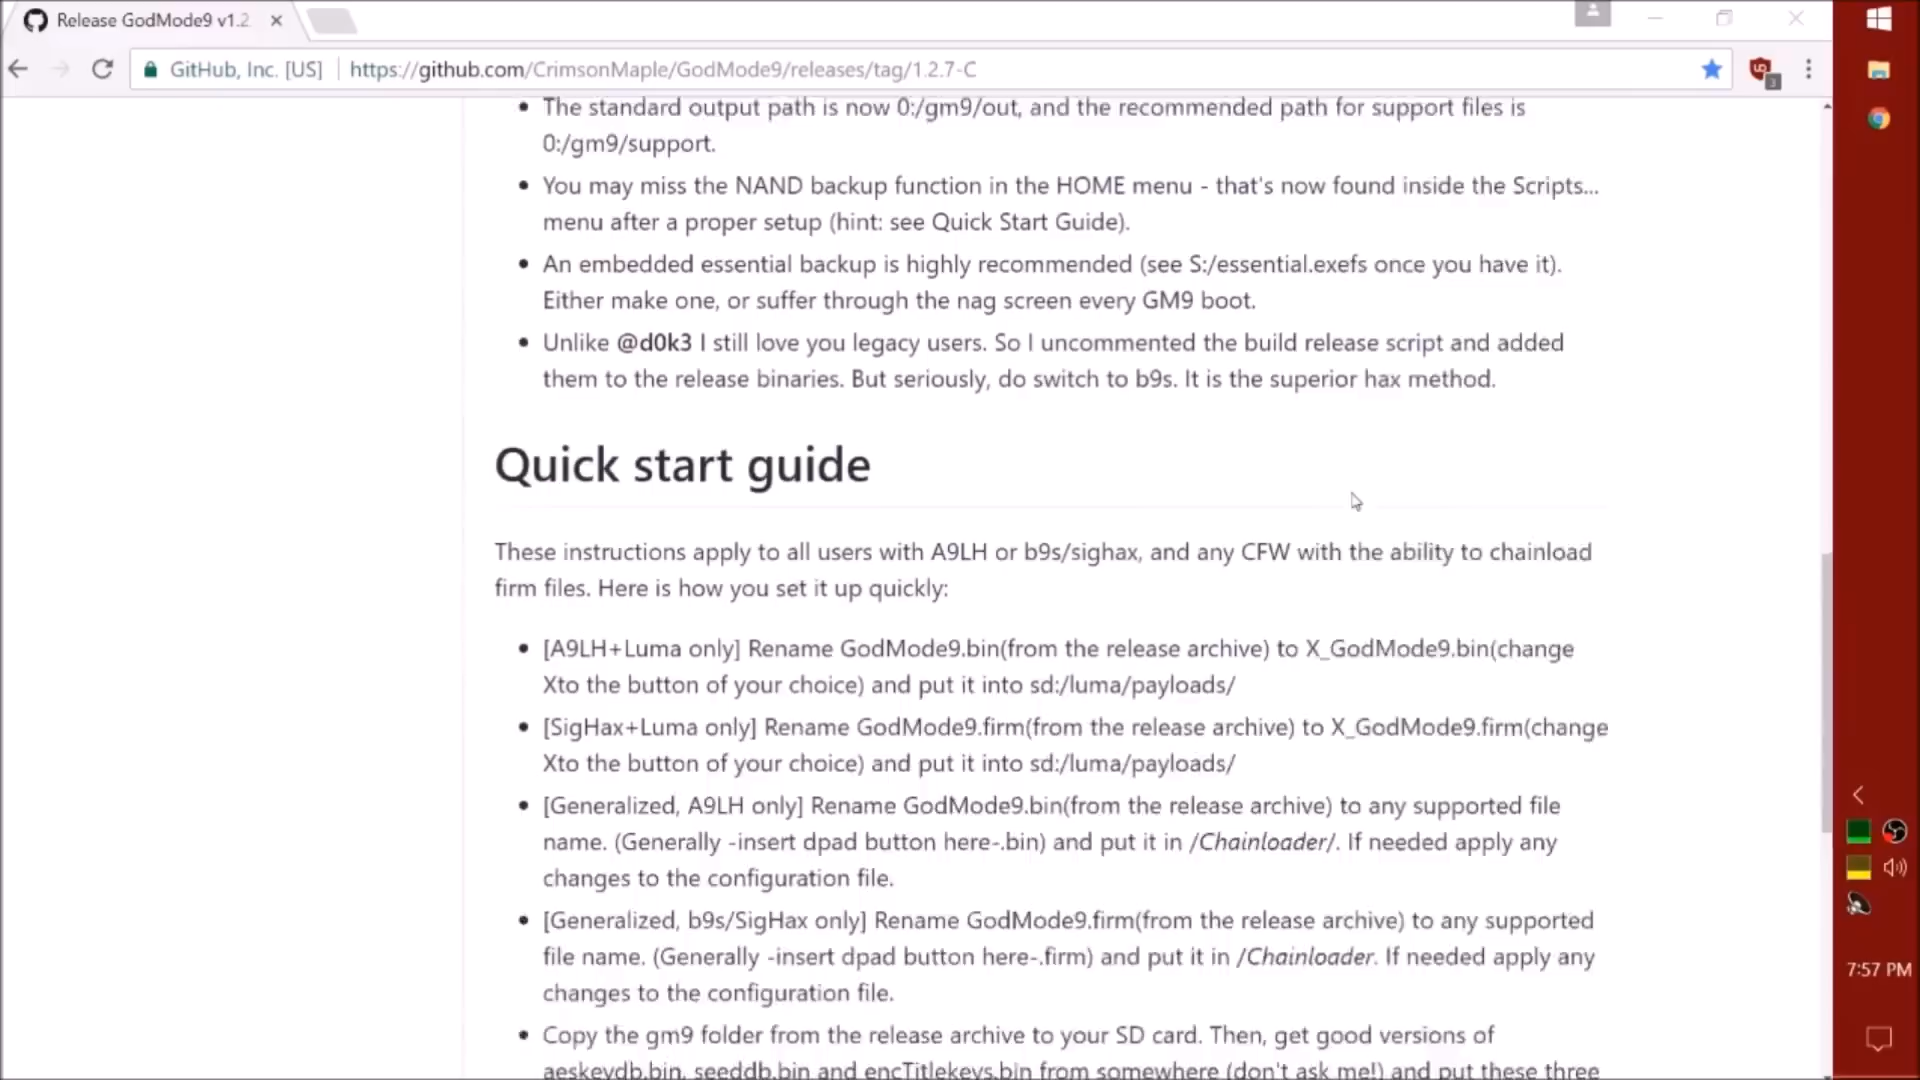 Release GodMode9 v1.2
GitHub, Inc. [US]
https://github.com/CrimsonMaple/GodMode9/releases/tag/1.2.7-C
3
The standard output path is now 0:/gm9/out, and the recommended path for support files is
0:/gm9/support.
You may miss the NAND backup function in the HOME menu - that's now found inside the Scripts...
menu after a proper setup (hint: see Quick Start Guide).
An embedded essential backup is highly recommended (see S:/essential.exefs once you have it).
Either make one, or suffer through the nag screen every GM9 boot.
Unlike @d0k3 I still love you legacy users. So I uncommented the build release script and added
them to the release binaries. But seriously, do switch to b9s. It is the superior hax method.
Quick start guide
These instructions apply to all users with A9LH or b9s/sighax, and any CFW with the ability to chainload
firm files. Here is how you set it up quickly:
[A9LH+Luma only] Rename GodMode9.bin(from the release archive) to X_GodMode9.bin(change
Xto the button of your choice) and put it into sd:/luma/payloads/
[SigHax+Luma only] Rename GodMode9.firm(from the release archive) to X_GodMode9.firm(change
Xto the button of your choice) and put it into sd:/luma/payloads/
[Generalized, A9LH only] Rename GodMode9.bin(from the release archive) to any supported file
name. (Generally -insert dpad button here-.bin) and put it in /Chainloader/. If needed apply any
changes to the configuration file.
[Generalized, b9s/SigHax only] Rename GodMode9.firm(from the release archive) to any supported
file name. (Generally -insert dpad button here-.firm) and put it in /Chainloader. If needed apply any
changes to the configuration file.
Copy the gm9 folder from the release archive to your SD card. Then, get good versions of
aeskeydb.bin, seeddb.bin and encTitlekeys.bin from somewhere (don't ask me!) and put these three
7:57 PM